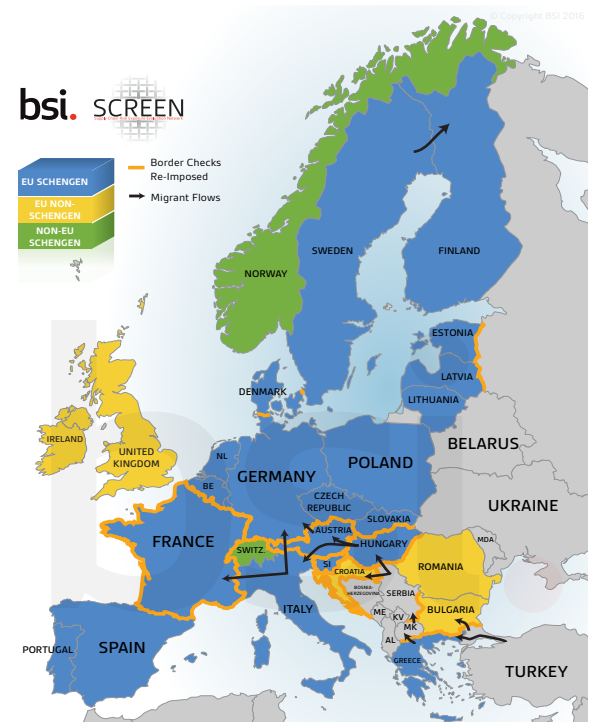 © Copyright BSI 2016
bsi.
SCREEN
Border Checks
Re-Imposed
Migrant Flows
EU SCHENGEN
EU NON-
SCHENGEN
NON-EU
SCHENGEN
NORWAY
SWEDEN
FINLAND
ESTONIA
LATVIA
LITHUANIA
DENMARK
IRELAND
UNITED
KINGDOM
NL
BE
GERMANY
POLAND
BELARUS
CZECH
REPUBLIC
UKRAINE
SLOVAKIA
AUSTRIA
FRANCE
SWITZ.
HUNGARY
MDA
SI
CROATIA
ROMANIA
BOSNIA-
HERZEGOVINA
SERBIA
ITALY
ME
KV
BULGARIA
MK
AL
PORTUGAL
SPAIN
GREECE
TURKEY